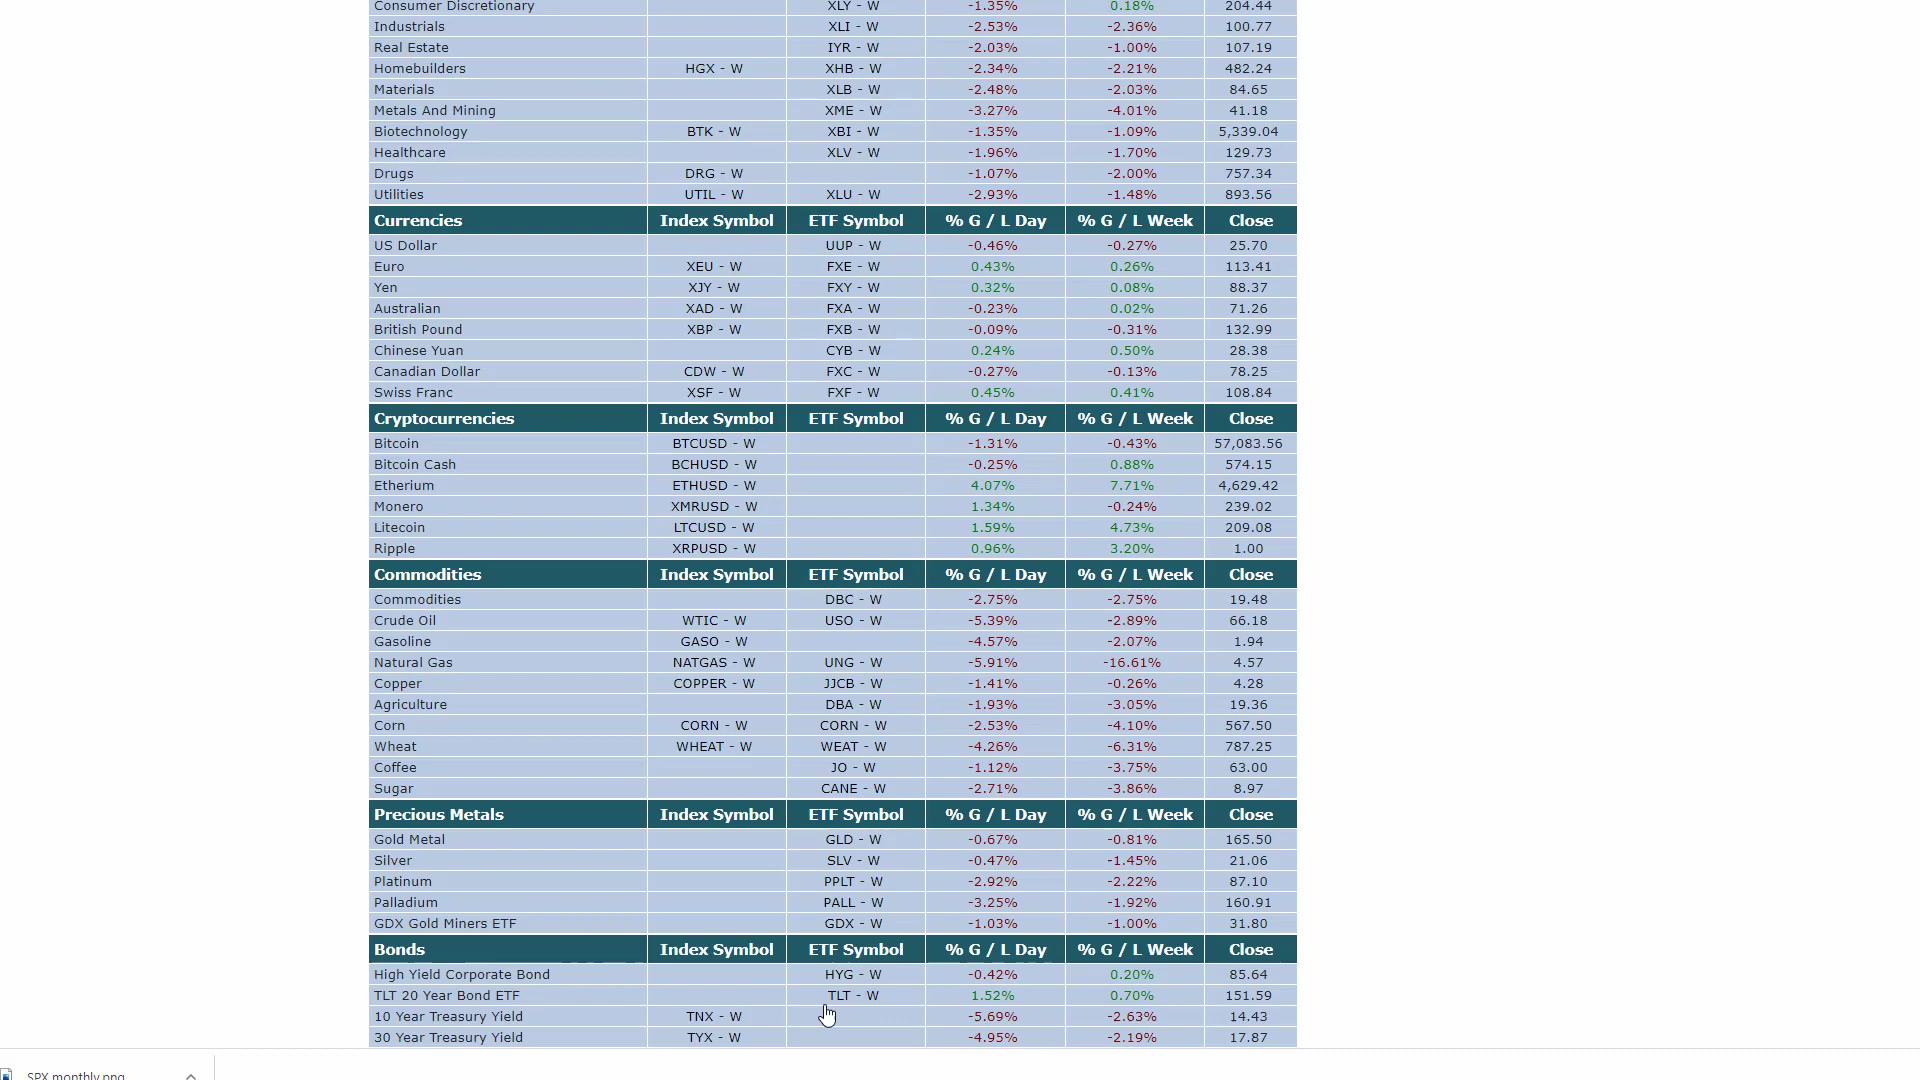 Consumer Discretionary XLY - W -1.35% 0.18% 204.44
Industrials XLI - W -2.53% -2.36% 100.77
Real Estate IYR - W -2.03% -1.00% 107.19
Homebuilders HGX - W XHB - W -2.34% -2.21% 482.24
Materials XLB - W -2.48% -2.03% 84.65
Metals And Mining XME - W -3.27% -4.01% 41.18
Biotechnology BTK - W XBI - W -1.35% -1.09% 5,339.04
Healthcare XLV - W -1.96% -1.70% 129.73
Drugs DRG - W -1.07% -2.00% 757.34
Utilities UTIL - W XLU - W -2.93% -1.48% 893.56
Currencies Index Symbol ETF Symbol % G / L Day % G / L Week Close
US Dollar UUP - W -0.46% -0.27% 25.70
Euro XEU - W FXE - W 0.43% 0.26% 113.41
Yen XJY - W FXY - W 0.32% 0.08% 88.37
Australian XAD - W FXA - W -0.23% 0.02% 71.26
British Pound XBP - W FXB - W -0.09% -0.31% 132.99
Chinese Yuan CYB - W 0.24% 0.50% 28.38
Canadian Dollar CDW - W FXC - W -0.27% -0.13% 78.25
Swiss Franc XSF - W FXF - W 0.45% 0.41% 108.84
Cryptocurrencies Index Symbol ETF Symbol % G / L Day % G / L Week Close
Bitcoin BTCUSD - W -1.31% -0.43% 57,083.56
Bitcoin Cash BCHUSD - W -0.25% 0.88% 574.15
Etherium ETHUSD - W 4.07% 7.71% 4,629.42
Monero XMRUSD - W 1.34% -0.24% 239.02
Litecoin LTCUSD - W 1.59% 4.73% 209.08
Ripple XRPUSD - W 0.96% 3.20% 1.00
Commodities Index Symbol ETF Symbol % G / L Day % G / L Week Close
Commodities DBC - W -2.75% -2.75% 19.48
Crude Oil WTIC - W USO - W -5.39% -2.89% 66.18
Gasoline GASO - W -4.57% -2.07% 1.94
Natural Gas NATGAS - W UNG - W -5.91% -16.61% 4.57
Copper COPPER - W JJCB - W -1.41% -0.26% 4.28
Agriculture DBA - W -1.93% -3.05% 19.36
Corn CORN - W CORN - W -2.53% -4.10% 567.50
Wheat WHEAT - W WEAT - W -4.26% -6.31% 787.25
Coffee JO - W -1.12% -3.75% 63.00
Sugar CANE - W -2.71% -3.86% 8.97
Precious Metals Index Symbol ETF Symbol % G / L Day % G / L Week Close
Gold Metal GLD - W -0.67% -0.81% 165.50
Silver SLV - W -0.47% -1.45% 21.06
Platinum PPLT - W -2.92% -2.22% 87.10
Palladium PALL - W -3.25% -1.92% 160.91
GDX Gold Miners ETF GDX - W -1.03% -1.00% 31.80
Bonds Index Symbol ETF Symbol % G / L Day % G / L Week Close
High Yield Corporate Bond HYG - W -0.42% 0.20% 85.64
TLT 20 Year Bond ETF TLT - W 1.52% 0.70% 151.59
10 Year Treasury Yield TNX - W -5.69% -2.63% 14.43
30 Year Treasury Yield TYX - W -4.95% -2.19% 17.87
SPX monthly.png